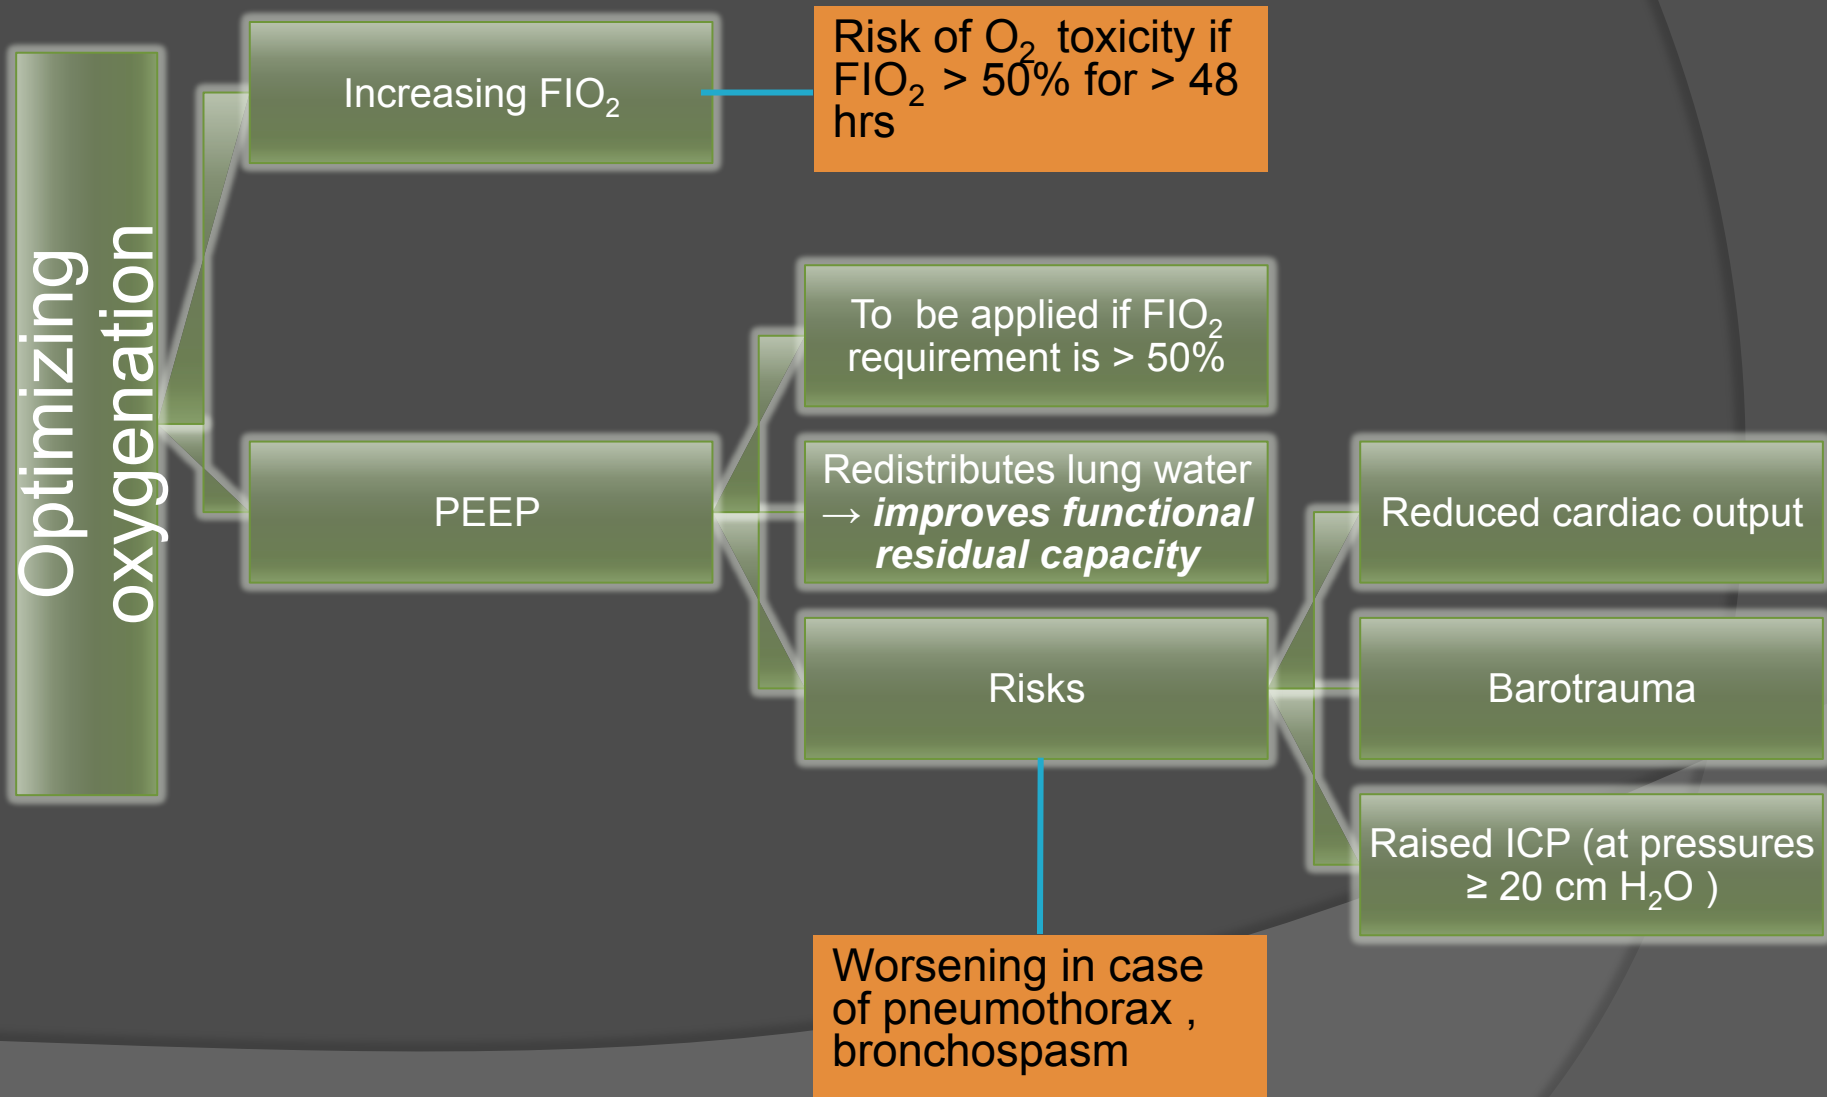 Optimizing
oxygenation
Increasing FIO₂
Risk of O₂ toxicity if
FIO₂ > 50% for > 48
hrs
PEEP
To be applied if FIO₂
requirement is > 50%
Redistributes lung water
→ improves functional
residual capacity
Risks
Reduced cardiac output
Barotrauma
Raised ICP (at pressures
≥ 20 cm H₂O )
Worsening in case
of pneumothorax ,
bronchospasm